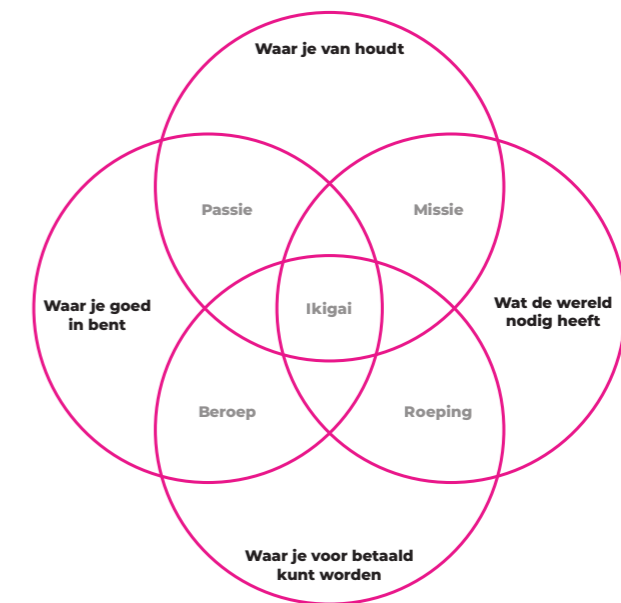 Waar je van houdt
Passie
Missie
Waar je goed
in bent
Ikigai
Wat de wereld
nodig heeft
Beroep
Roeping
Waar je voor betaald
kunt worden